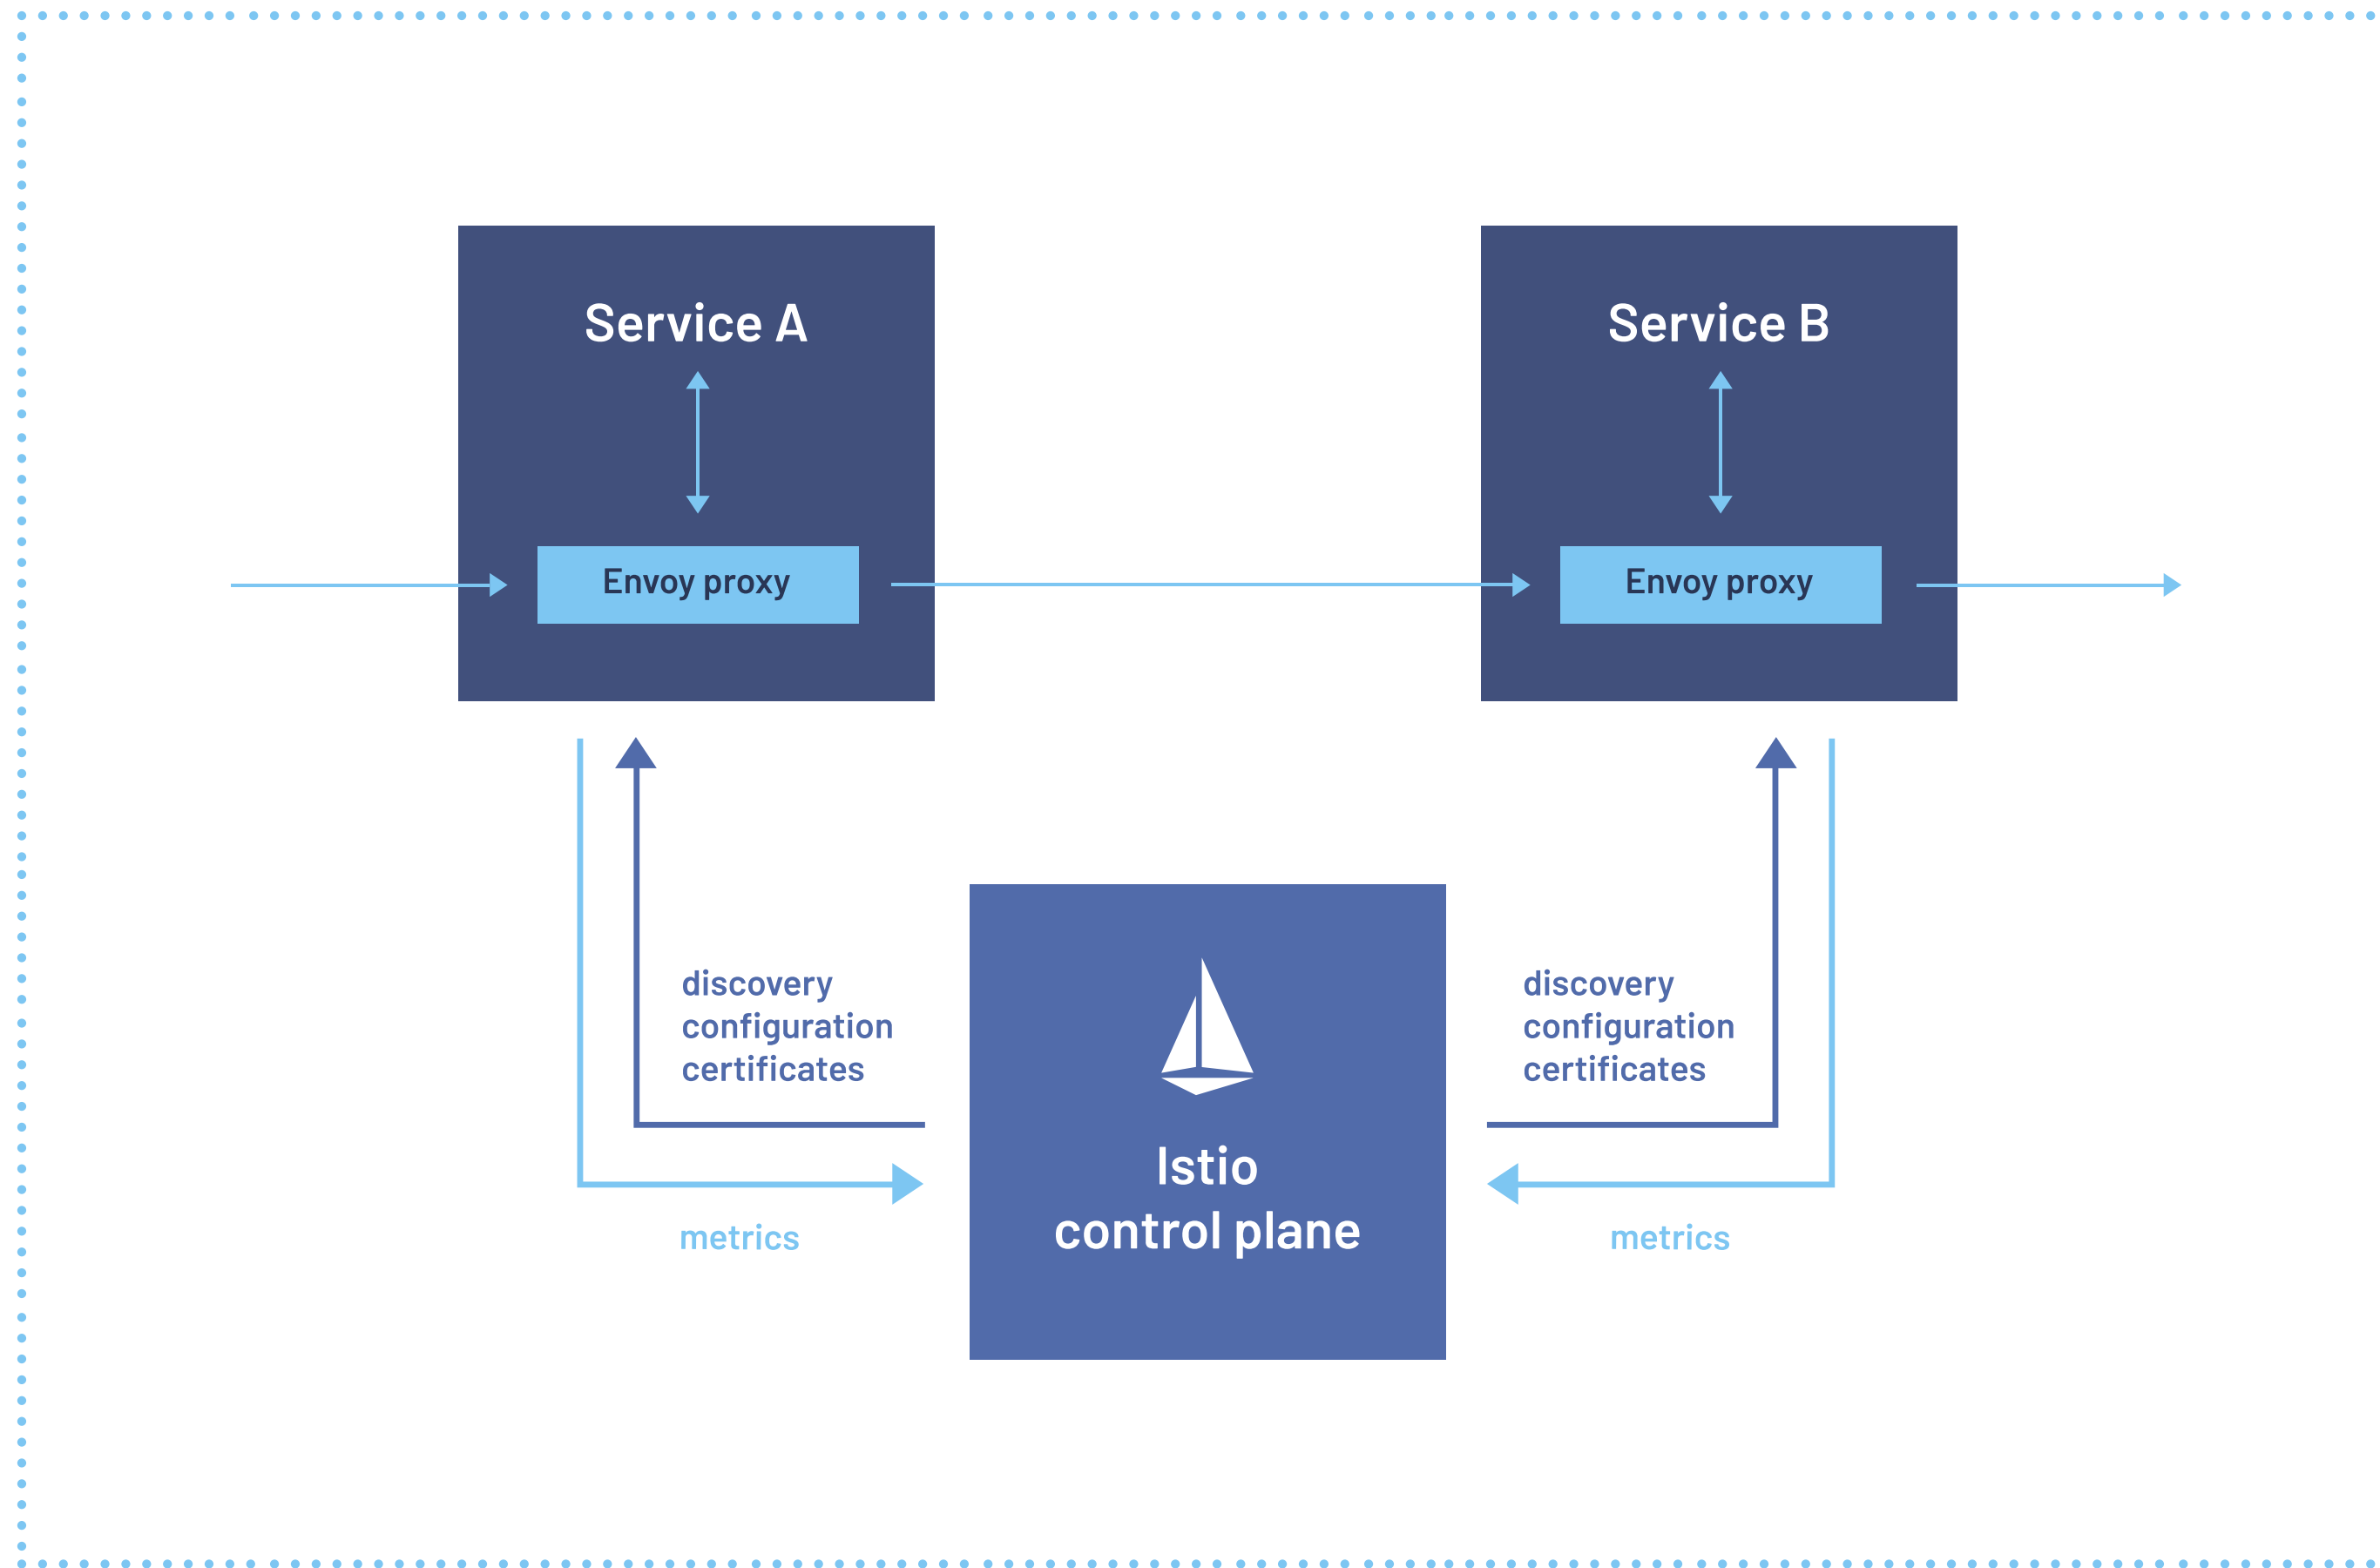 Service A
Service B
Envoy proxy
Envoy proxy
discovery
configuration
certificates
metrics
Istio
control plane
discovery
configuration
certificates
metrics